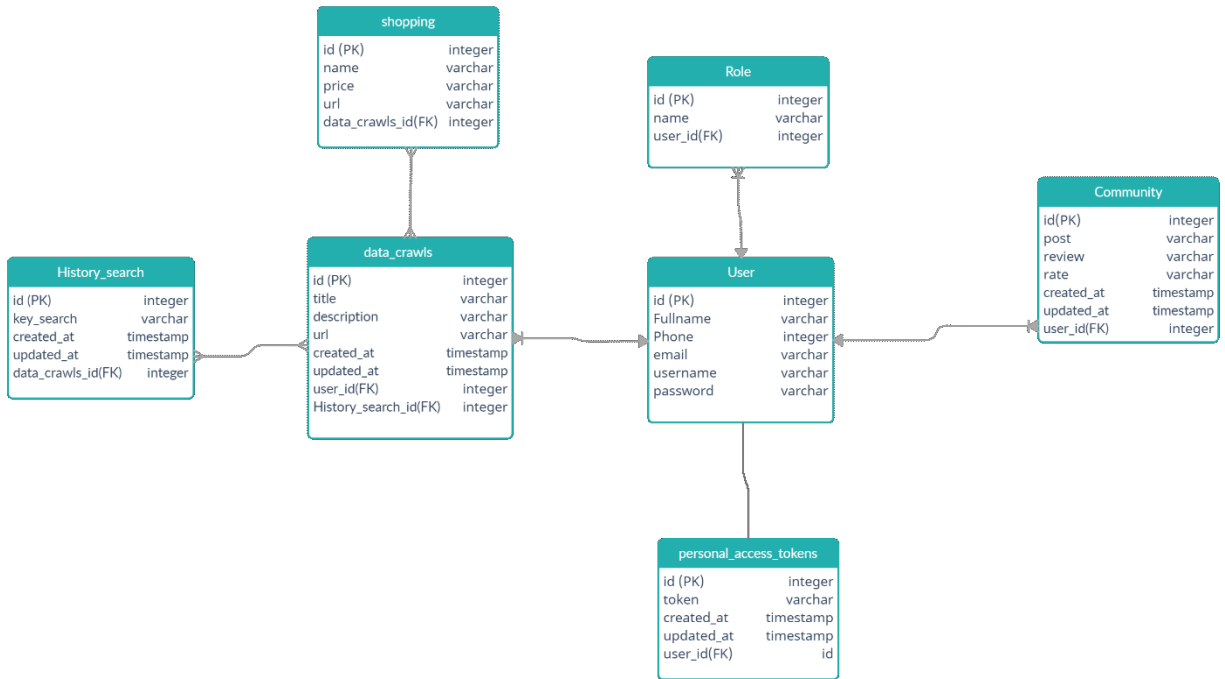 shopping
id (PK) integer
name varchar
price varchar
url varchar
data_crawls_id(FK) integer
Role
id (PK) integer
name varchar
user_id(FK) integer
Community
id(PK) integer
post varchar
review varchar
rate varchar
created_at timestamp
updated_at timestamp
user_id(FK) integer
History_search
id (PK) integer
key_search varchar
created_at timestamp
updated_at timestamp
data_crawls_id(FK) integer
data_crawls
id (PK) integer
title varchar
description varchar
url varchar
created_at timestamp
updated_at timestamp
user_id(FK) integer
History_search_id(FK) integer
User
id (PK) integer
Fullname varchar
Phone integer
email varchar
username varchar
password varchar
personal_access_tokens
id (PK) integer
token varchar
created_at timestamp
updated_at timestamp
user_id(FK) id